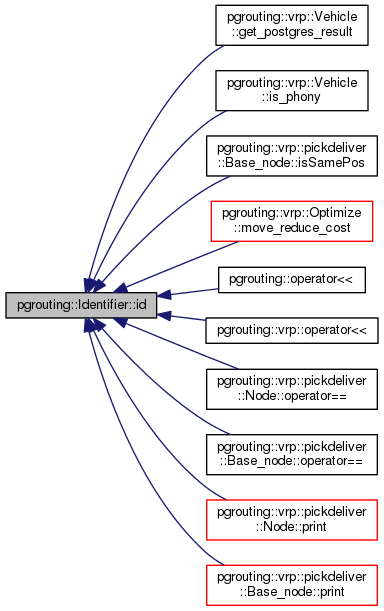 pgrouting::vrp::Vehicle
::get_postgres_result
pgrouting::vrp::Vehicle
::is_phony
pgrouting::vrp::pickdeliver
::Base_node::isSamePos
pgrouting::vrp::Optimize
::move_reduce_cost
pgrouting::operator<<
pgrouting::Identifier::id
pgrouting::vrp::operator<<
pgrouting::vrp::pickdeliver
::Node::operator==
pgrouting::vrp::pickdeliver
::Base_node::operator==
pgrouting::vrp::pickdeliver
::Node::print
pgrouting::vrp::pickdeliver
::Base_node::print